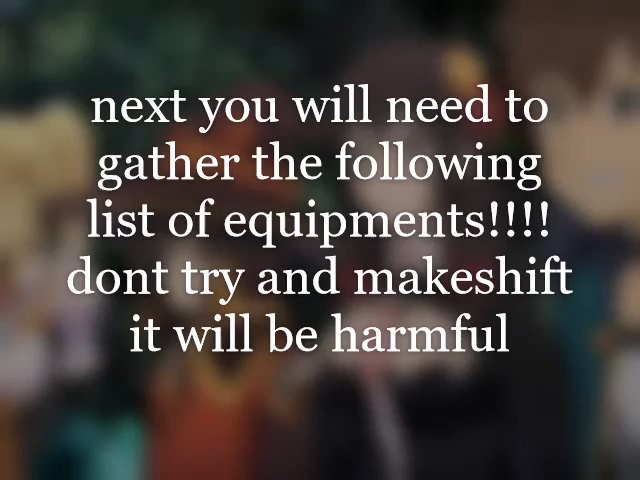 next you will need to
gather the following
list of equipments!!!!
dont try and makeshift
it will be harmful